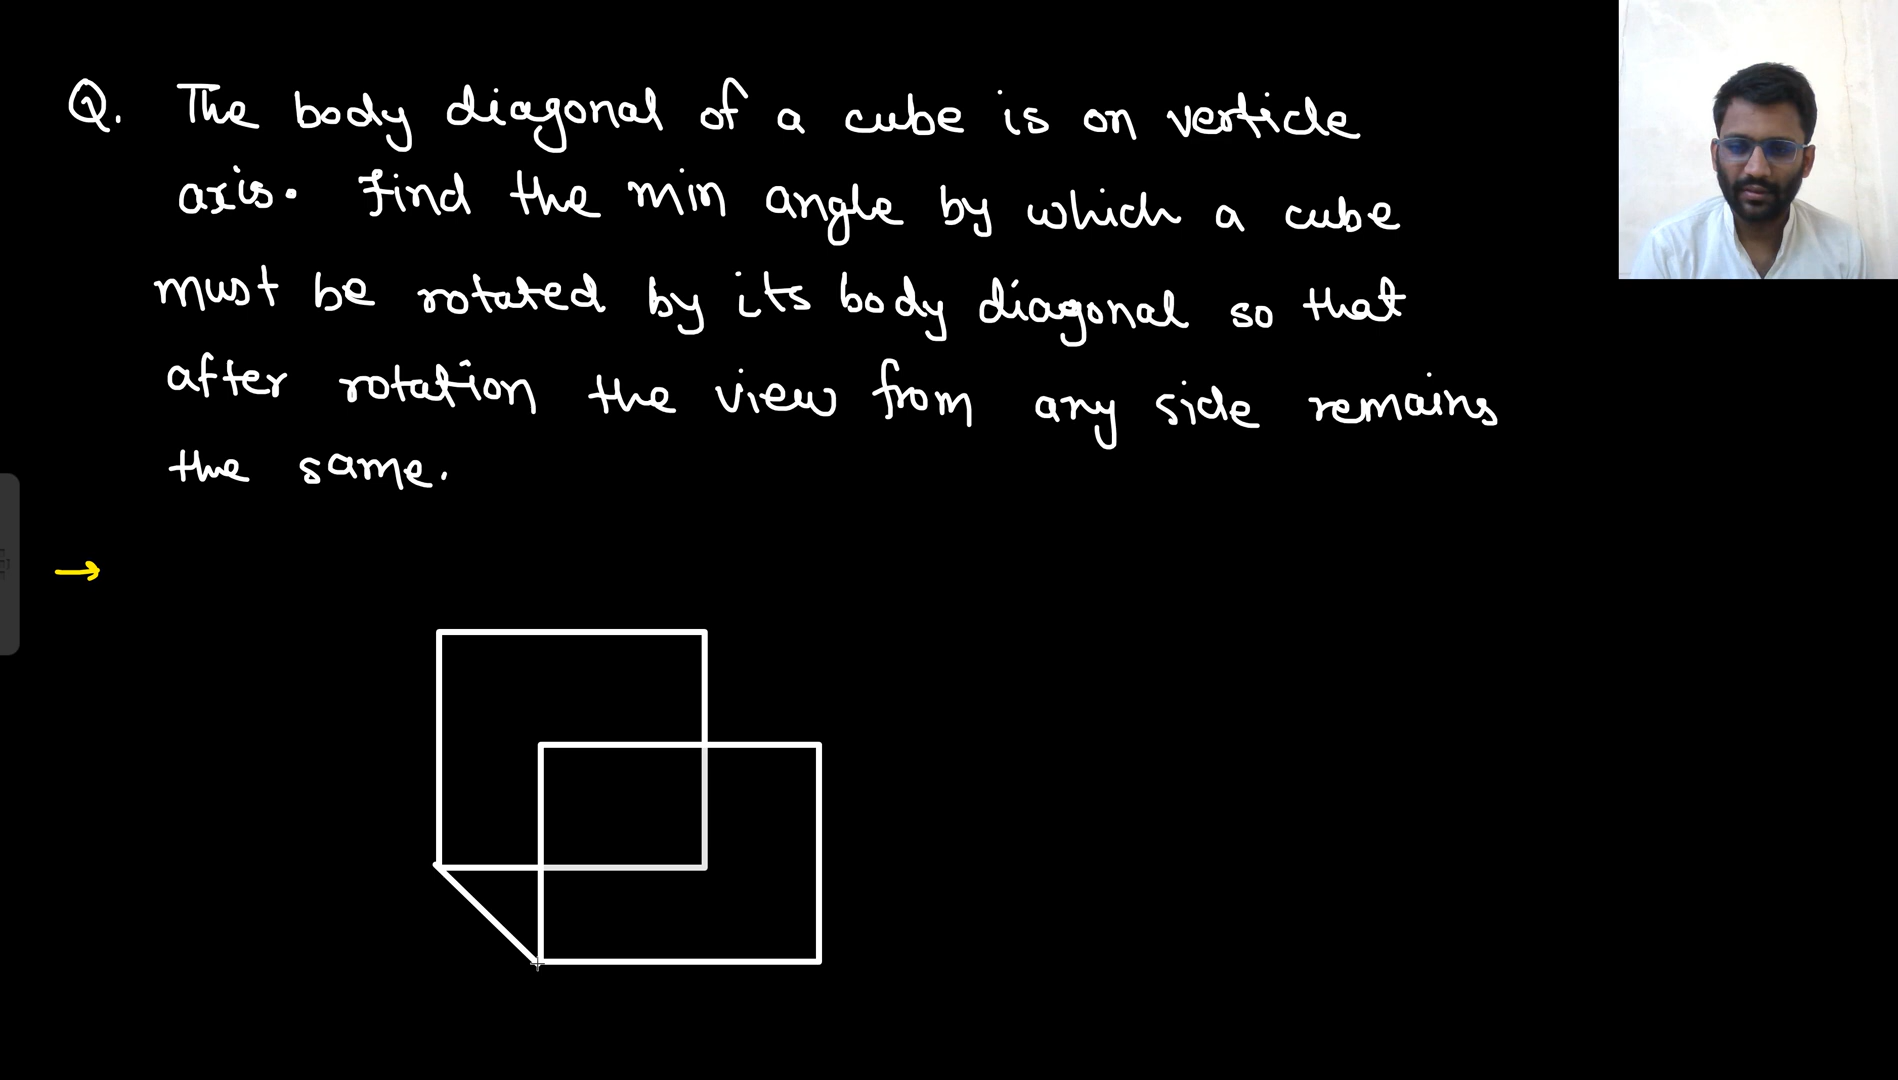 Q. The body diagonal of a cube is on verticle
axis. Find the min angle by which a cube
must be rotated by its body diagonal so that
after rotation the view from any side remains
the same.
→